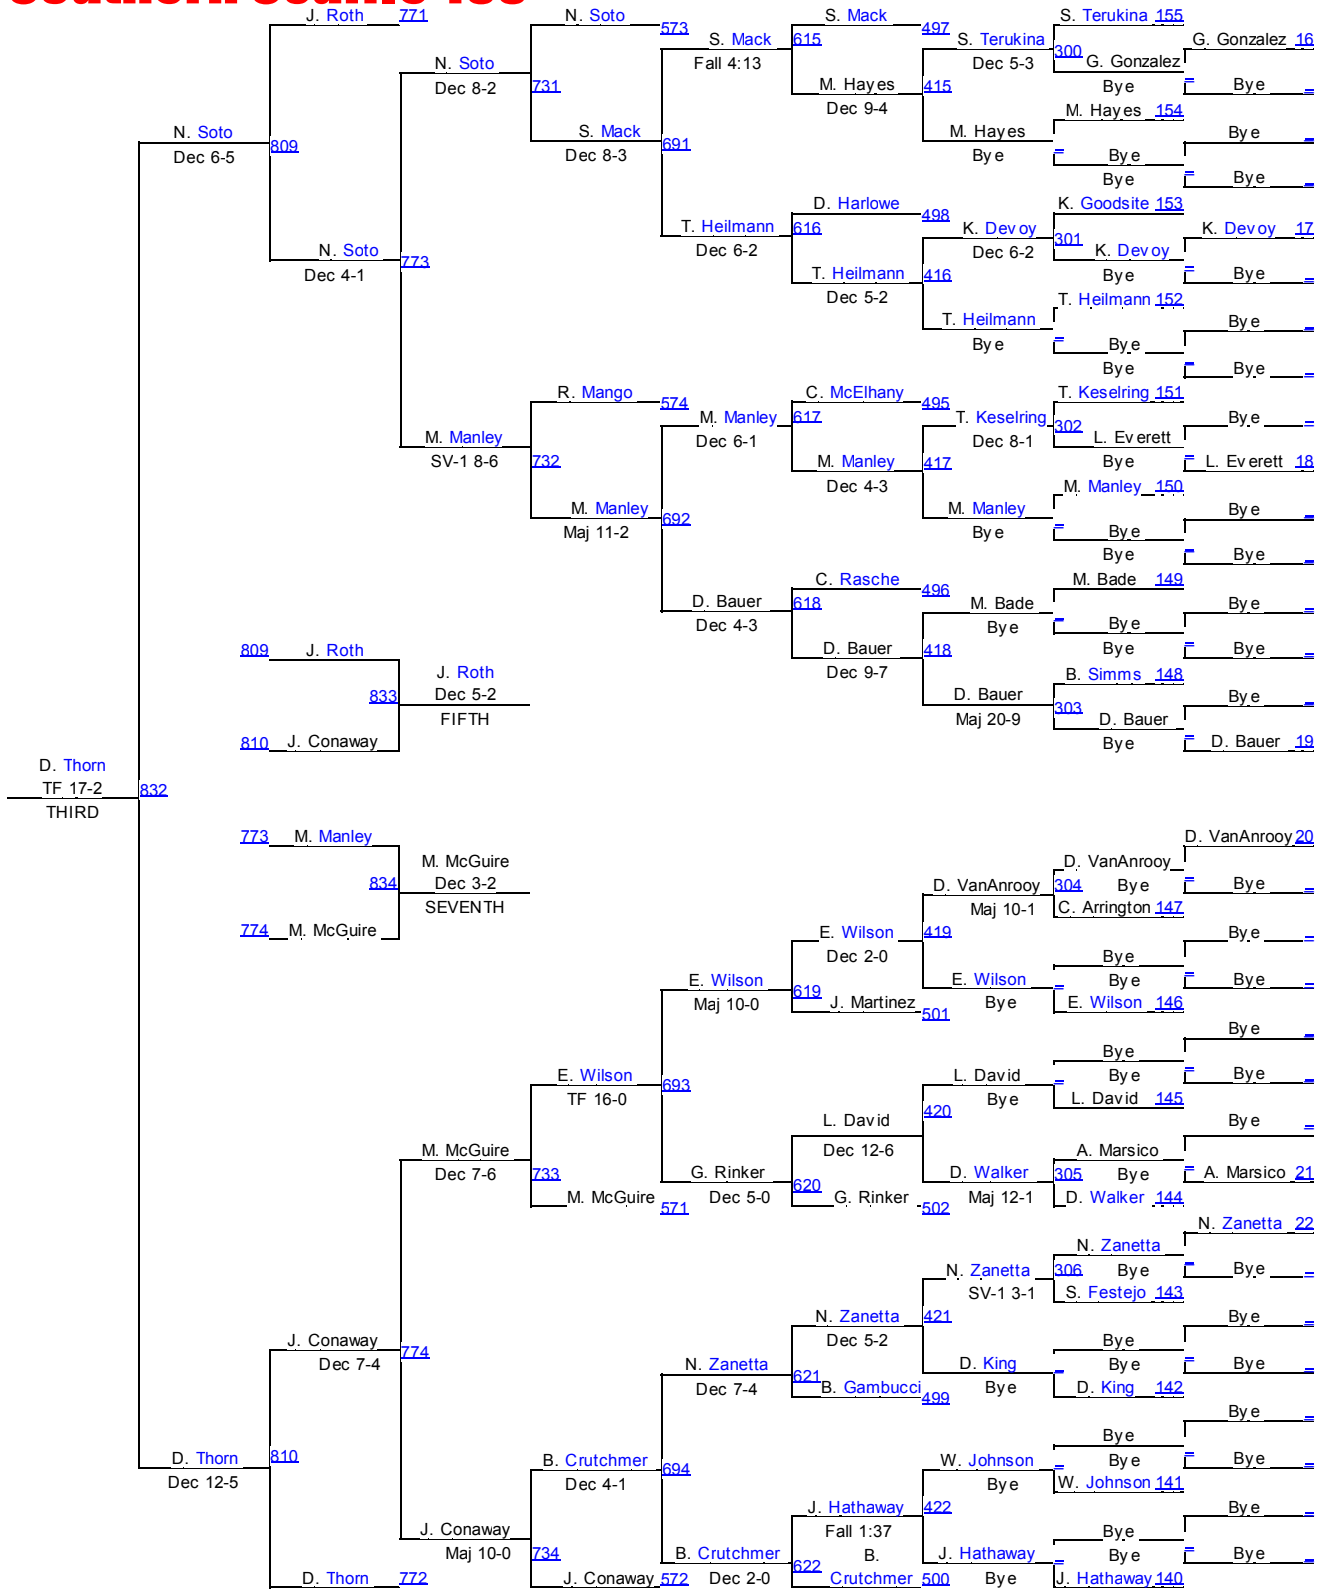 J. Roth 771
N. Soto
573
S. Mack
497
S. Terukina 155
G. Gonzalez 16
S. Mack
Fall 4:13
615
S. Terukina
Dec 5-3
300
G. Gonzalez
Bye
Bye
N. Soto
Dec 8-2
731
M. Hayes
Dec 9-4
415
M. Hayes 154
Bye
N. Soto
Dec 6-5
809
S. Mack
Dec 8-3
691
M. Hayes
Bye
Bye
Bye
Bye
D. Harlowe
498
K. Goodsite 153
K. Devoy 17
T. Heilmann
Dec 6-2
616
K. Devoy
Dec 6-2
301
K. Devoy
Bye
Bye
N. Soto
Dec 4-1
773
T. Heilmann
Dec 5-2
416
T. Heilmann 152
Bye
T. Heilmann
Bye
Bye
Bye
Bye
R. Mango
574
C. McElhany
495
T. Keselring 151
Bye
M. Manley
Dec 6-1
617
T. Keselring
Dec 8-1
302
L. Everett
Bye
L. Everett 18
M. Manley
SV-1 8-6
732
M. Manley
Dec 4-3
417
M. Manley 150
Bye
M. Manley
Maj 11-2
692
M. Manley
Bye
Bye
Bye
Bye
C. Rasche
496
M. Bade 149
Bye
D. Bauer
Dec 4-3
618
M. Bade
Bye
Bye
Bye
Bye
809 J. Roth
J. Roth
Dec 5-2
833
FIFTH
D. Bauer
Dec 9-7
418
B. Simms 148
Bye
D. Bauer
Maj 20-9
303
D. Bauer
Bye
D. Bauer 19
810 J. Conaway
D. Thorn
TF 17-2
832
THIRD
773 M. Manley
M. McGuire
Dec 3-2
834
SEVENTH
774 M. McGuire
D. VanAnrooy 20
D. VanAnrooy
Bye
Bye
D. VanAnrooy
Maj 10-1
304
C. Arrington 147
E. Wilson
Dec 2-0
419
Bye
Bye
Bye
Bye
E. Wilson
Maj 10-0
619
E. Wilson
Bye
E. Wilson 146
J. Martinez
501
Bye
Bye
Bye
Bye
E. Wilson
TF 16-0
693
L. David
Bye
L. David 145
L. David
Dec 12-6
420
Bye
M. McGuire
Dec 7-6
733
A. Marsico
Bye
A. Marsico 21
G. Rinker
Dec 5-0
620
D. Walker
Maj 12-1
305
D. Walker 144
M. McGuire
571
G. Rinker
502
N. Zanetta 22
N. Zanetta
Bye
Bye
N. Zanetta
SV-1 3-1
306
S. Festejo 143
N. Zanetta
Dec 5-2
421
Bye
Bye
Bye
Bye
J. Conaway
Dec 7-4
774
N. Zanetta
Dec 7-4
621
D. King
Bye
D. King 142
B. Gambucci
499
Bye
Bye
Bye
Bye
D. Thorn
Dec 12-5
810
B. Crutchmer
Dec 4-1
694
W. Johnson
Bye
W. Johnson 141
J. Hathaway
Fall 1:37
422
Bye
Bye
Bye
Bye
J. Conaway
Maj 10-0
734
B. Crutchmer
Dec 2-0
622
B.
Crutchmer 500
J. Hathaway
Bye
J. Hathaway 140
D. Thorn 772
J. Conaway 572